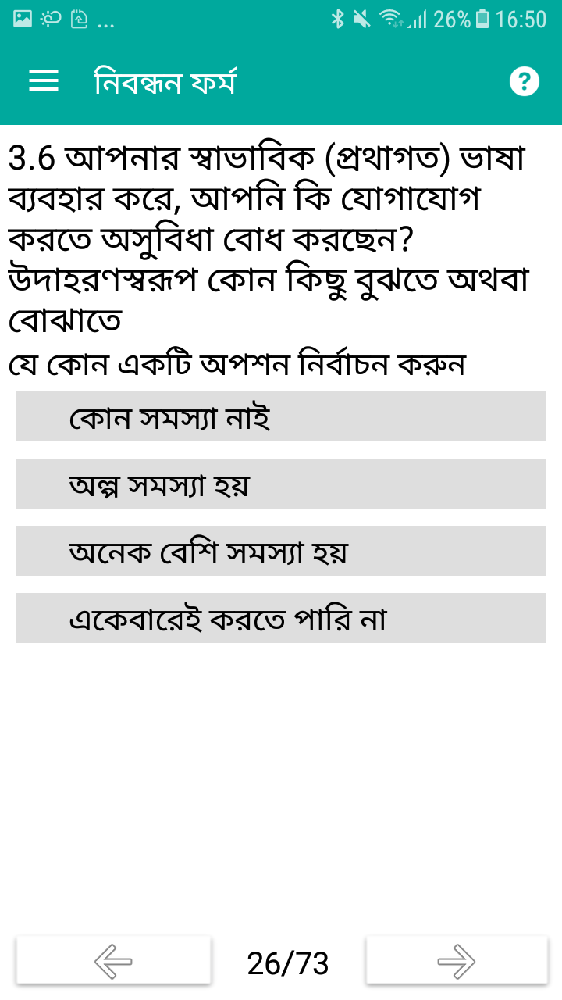 ... 26% 16:50
নিবন্ধন ফর্ম ?
3.6 আপনার স্বাভাবিক (প্রথাগত) ভাষা
ব্যবহার করে, আপনি কি যোগাযোগ
করতে অসুবিধা বোধ করছেন?
উদাহরণস্বরূপ কোন কিছু বুঝতে অথবা
বোঝাতে
যে কোন একটি অপশন নির্বাচন করুন
কোন সমস্যা নাই
অল্প সমস্যা হয়
অনেক বেশি সমস্যা হয়
একেবারেই করতে পারি না
26/73